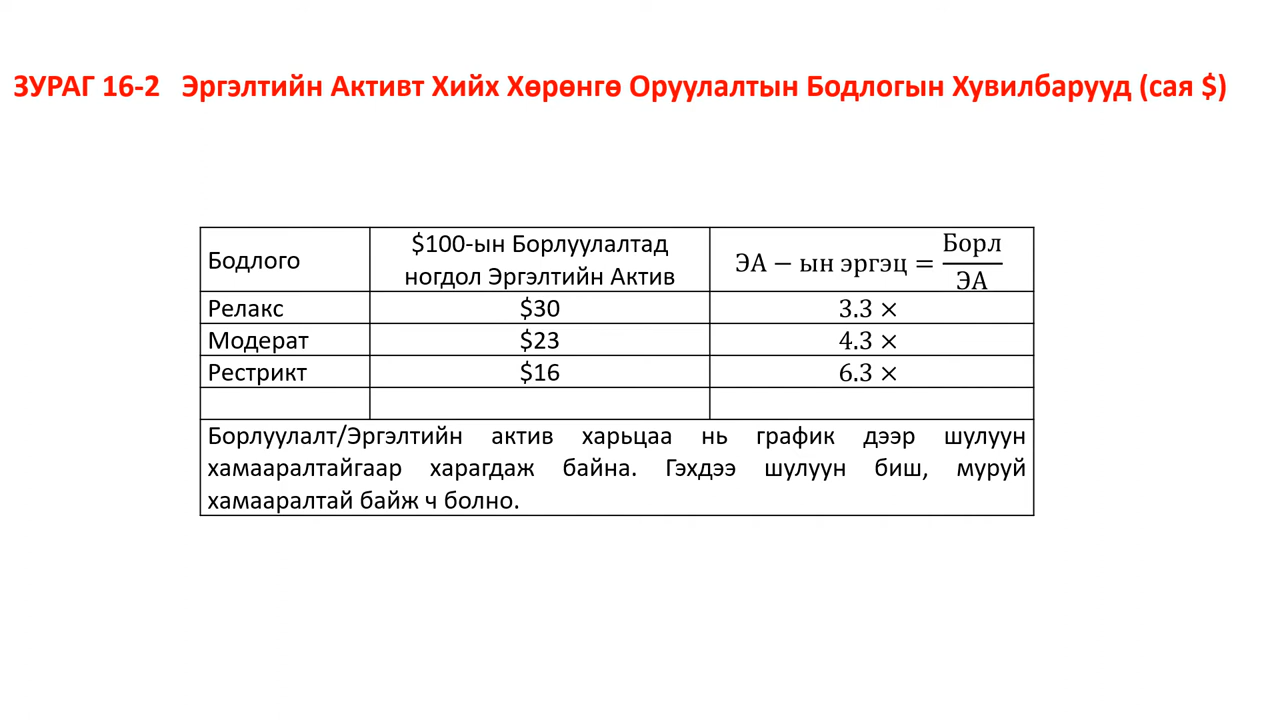 ЗУРАГ 16-2 Эргэлтийн Активт Хийх Хөрөнгө Оруулалтын Бодлогын Хувилбарууд (сая $)
Бодлого
$100-ын Борлуулалтад
ногдол Эргэлтийн Актив
ЭА − ын эргэц = Борл/ЭА
Релакс $30 3.3 ×
Модерат $23 4.3 ×
Рестрикт $16 6.3 ×
Борлуулалт/Эргэлтийн актив харьцаа нь график дээр шулуун
хамааралтайгаар харагдаж байна. Гэхдээ шулуун биш, муруй
хамааралтай байж ч болно.